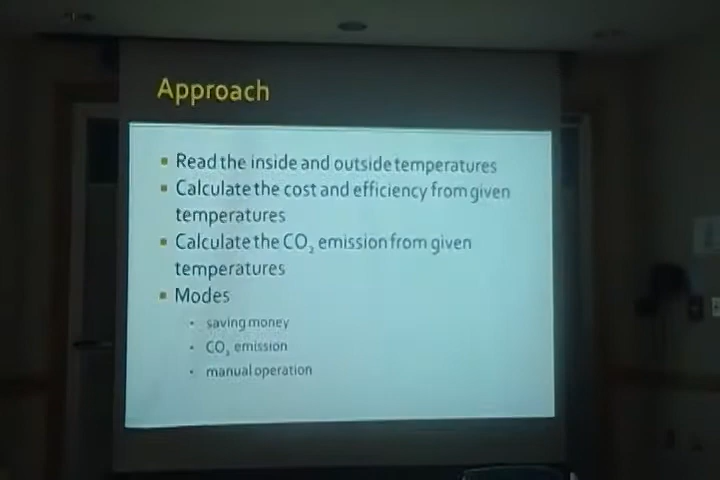 Approach
▪ Read the inside and outside temperatures
▪ Calculate the cost and efficiency from given
temperatures
▪ Calculate the CO₂ emission from given
temperatures
▪ Modes
• saving money
• CO₂ emission
• manual operation